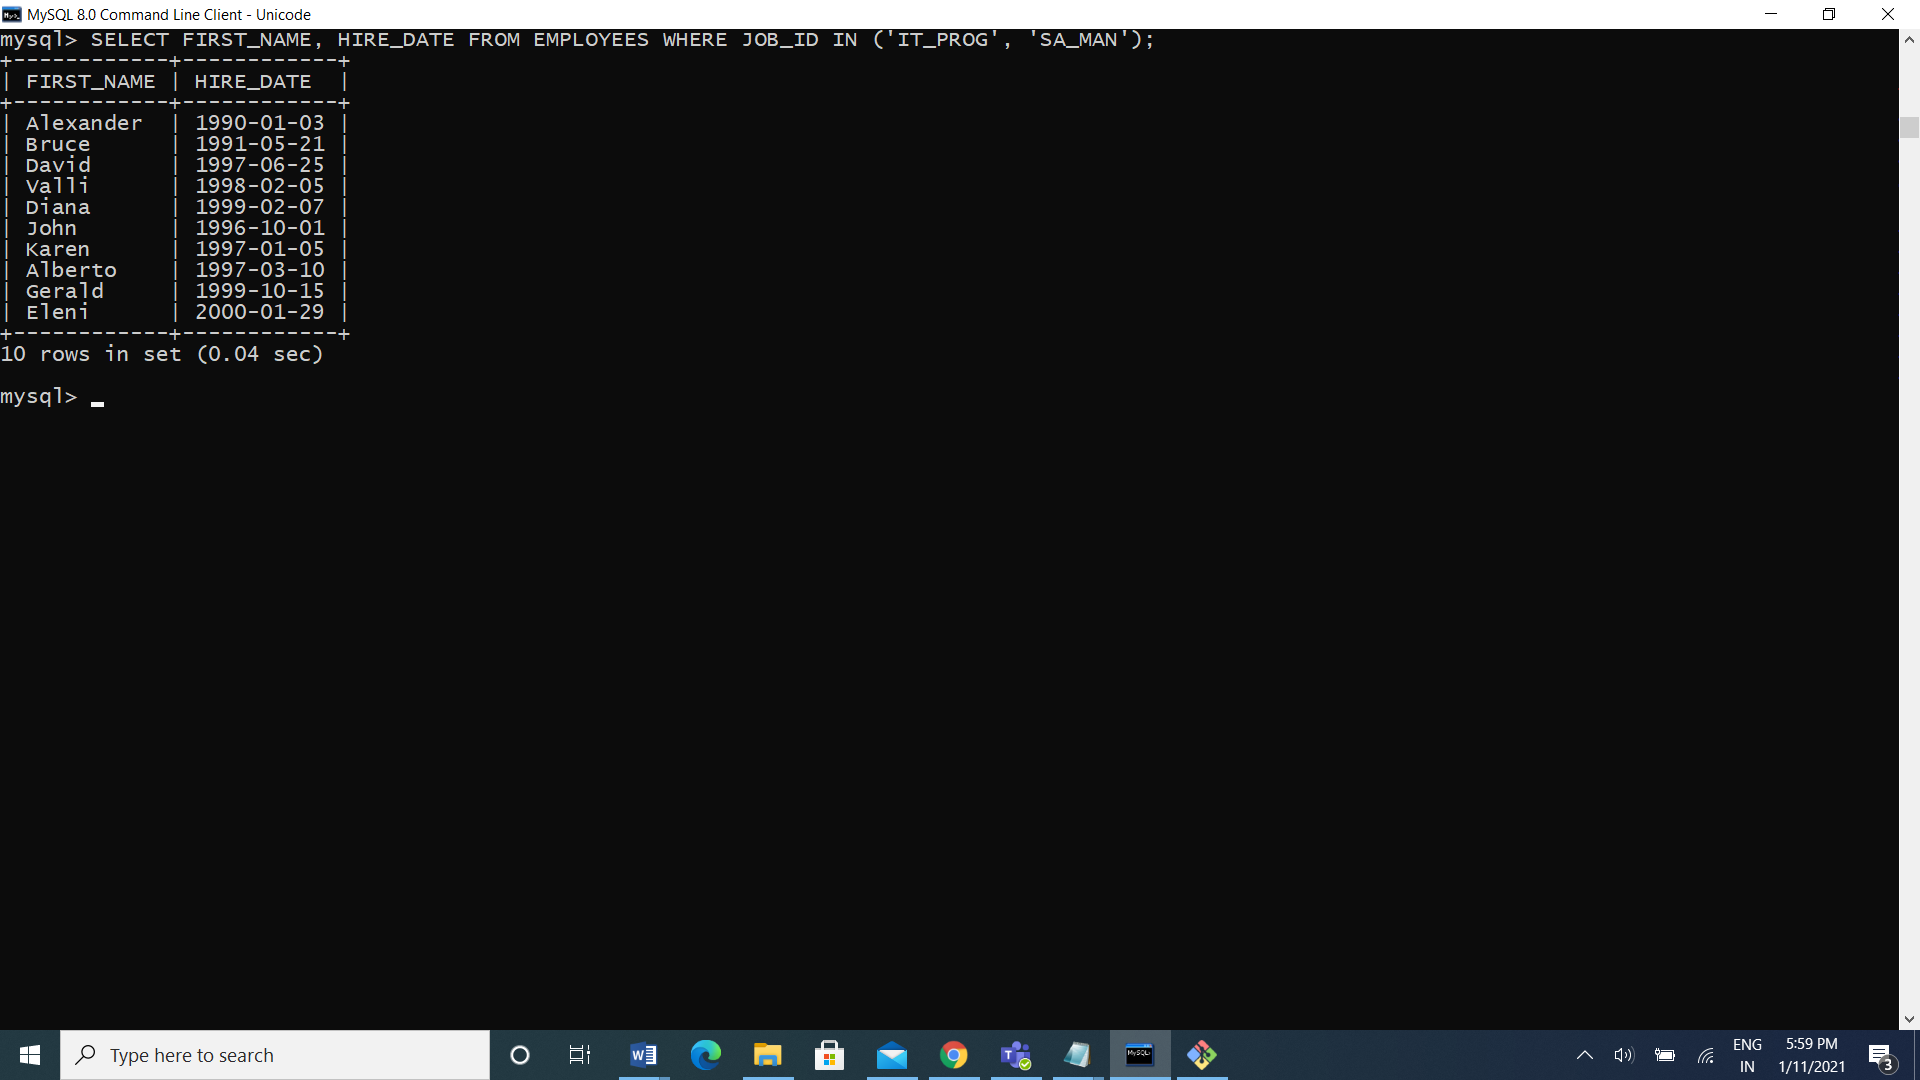 MySQL 8.0 Command Line Client - Unicode
mysql> SELECT FIRST_NAME, HIRE_DATE FROM EMPLOYEES WHERE JOB_ID IN ('IT_PROG', 'SA_MAN');
+------------+------------+
| FIRST_NAME | HIRE_DATE  |
+------------+------------+
| Alexander  | 1990-01-03 |
| Bruce      | 1991-05-21 |
| David      | 1997-06-25 |
| Valli      | 1998-02-05 |
| Diana      | 1999-02-07 |
| John       | 1996-10-01 |
| Karen      | 1997-01-05 |
| Alberto    | 1997-03-10 |
| Gerald     | 1999-10-15 |
| Eleni      | 2000-01-29 |
+------------+------------+
10 rows in set (0.04 sec)
mysql> _
Type here to search
ENG
IN
5:59 PM
1/11/2021
3